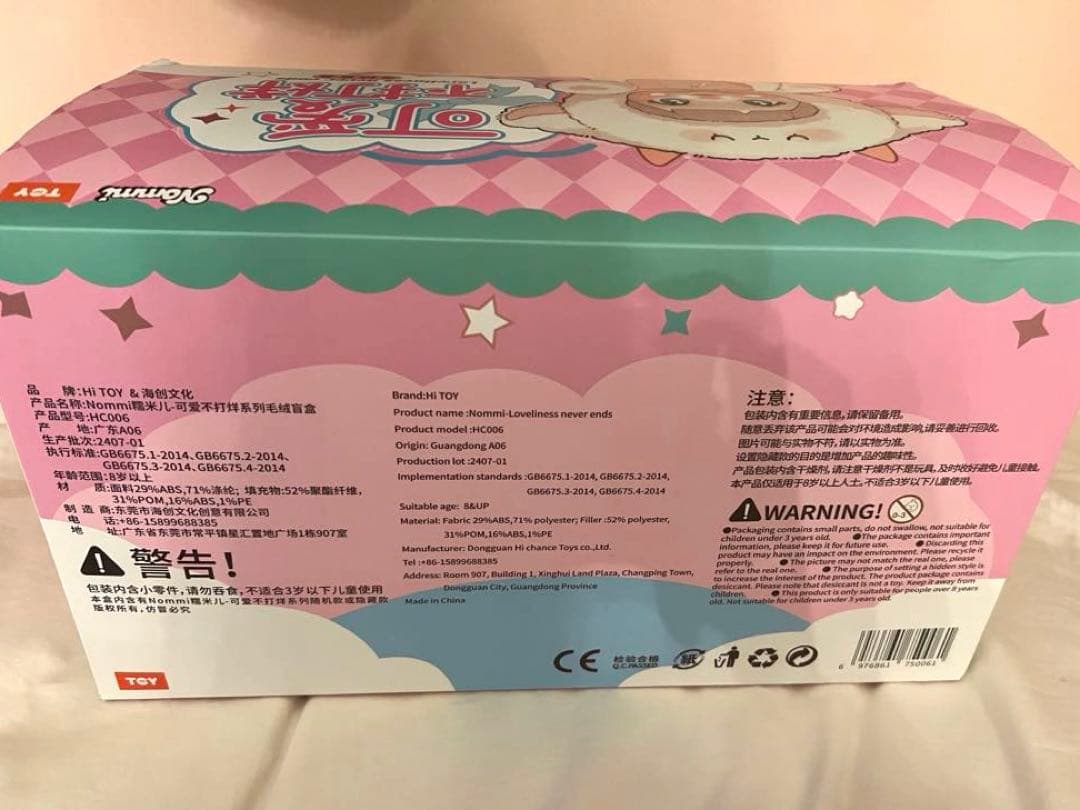 可爱
不打烊
TOY
Nommi
品 牌:Hi TOY & 海创文化
产品名称:Nommi糯米儿-可爱不打烊系列毛绒盲盒
产品型号:HC006
产 地:广东A06
生产批次:2407-01
执行标准:GB6675.1-2014、GB6675.2-2014、
GB6675.3-2014、GB6675.4-2014
年龄范围:8岁以上
材 质:面料29%ABS,71%涤纶; 填充物:52%聚酯纤维,
31%POM,16%ABS,1%PE
制 造 商:东莞市海创文化创意有限公司
电 话:+86-15899688385
地 址:广东省东莞市常平镇星汇置地广场1栋907室
警告!
包装内含小零件,请勿吞食,不适合3岁以下儿童使用
本盒内含有Nommi糯米儿-可爱不打烊系列随机款或隐藏款
版权所有,仿冒必究
TOY
Brand:Hi TOY
Product name :Nommi-Loveliness never ends
Product model :HC006
Origin: Guangdong A06
Production lot :2407-01
Implementation standards :GB6675.1-2014, GB6675.2-2014,
GB6675.3-2014, GB6675.4-2014
Suitable age: 8&UP
Material: Fabric 29%ABS,71% polyester; Filler :52% polyester,
31%POM,16%ABS,1%PE
Manufacturer: Dongguan Hi chance Toys co.,Ltd.
Tel :+86-15899688385
Address: Room 907, Building 1, Xinghui Land Plaza, Changping Town,
Dongguan City, Guangdong Province
Made in China
注意:
包装内含有重要信息,请保留备用。
随意丢弃该产品可能会对环境造成影响,请妥善进行回收。
图片可能与实物不符,请以实物为准。
设置隐藏款的目的是增加产品的趣味性。
产品包装内含干燥剂,请注意干燥剂不是玩具,及时收好避免儿童接触。
本产品仅适用于8岁以上人士。不适合3岁以下儿童使用。
WARNING! 0-3
●Packaging contains small parts, do not swallow, not suitable for
children under 3 years old. ●The package contains important
information, please keep it for future use. ●Discarding this
product may have an impact on the environment. Please recycle it
properly. ●The picture may not match the real one, please
refer to the real one. ●The purpose of setting a hidden style is
to increase the interest of the product. The product package contains
desiccant. Please note that desiccant is not a toy. Keep it away from
children. ●This product is only suitable for people over 8 years
old. Not suitable for children under 3 years old.
CE 检验合格 紙
Q.C.PASSED
6 976861 750061